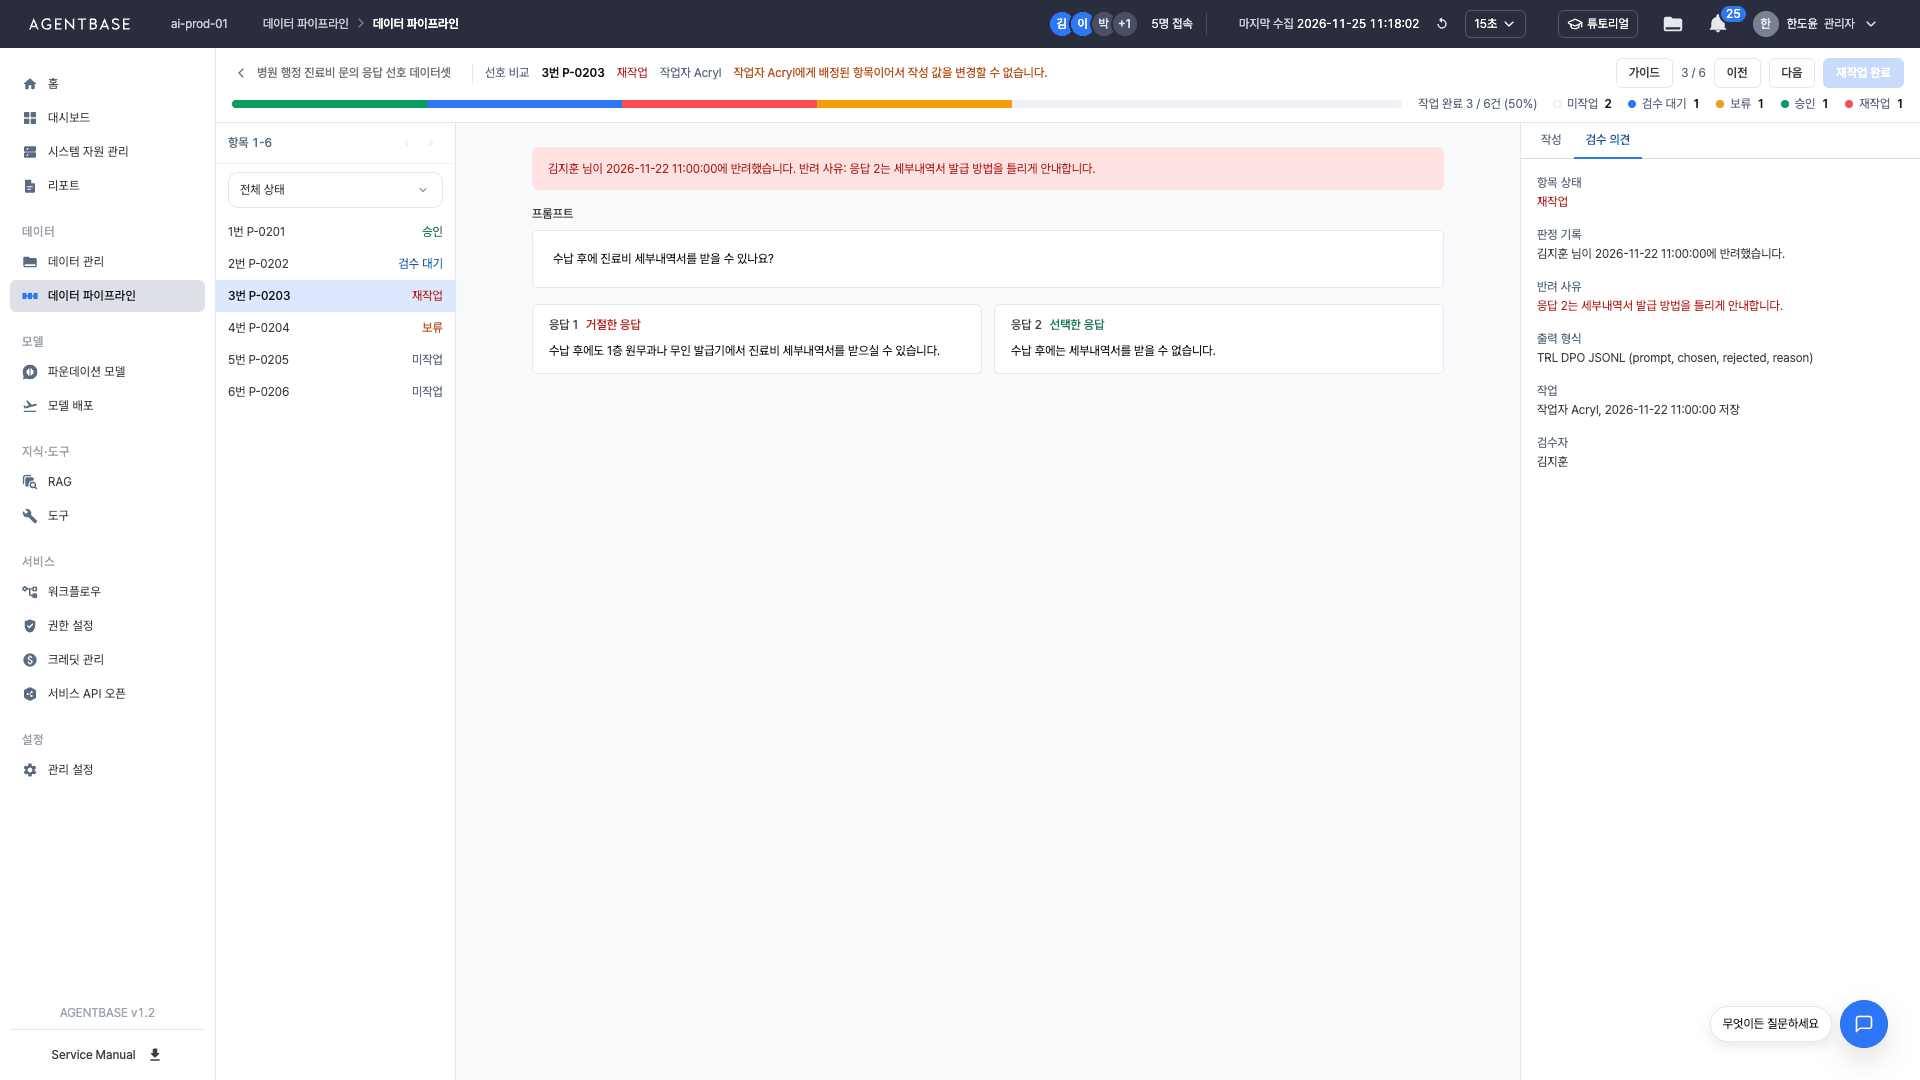 AGENTBASE
ai-prod-01
데이터 파이프라인 > 데이터 파이프라인
김 이 박 +1 5명 접속
마지막 수집 2026-11-25 11:18:02
15초
튜토리얼
25
한 한도윤 관리자
홈
대시보드
시스템 자원 관리
리포트
데이터
데이터 관리
데이터 파이프라인
모델
파운데이션 모델
모델 배포
지식·도구
RAG
도구
서비스
워크플로우
권한 설정
크레딧 관리
서비스 API 오픈
설정
관리 설정
AGENTBASE v1.2
Service Manual
병원 행정 진료비 문의 응답 선호 데이터셋
선호 비교 3번 P-0203 재작업 작업자 Acryl 작업자 Acryl에게 배정된 항목이어서 작성 값을 변경할 수 없습니다.
가이드 3 / 6 이전 다음 재작업 완료
작업 완료 3 / 6건 (50%) 미작업 2 검수 대기 1 보류 1 승인 1 재작업 1
항목 1-6
전체 상태
1번 P-0201 승인
2번 P-0202 검수 대기
3번 P-0203 재작업
4번 P-0204 보류
5번 P-0205 미작업
6번 P-0206 미작업
김지훈 님이 2026-11-22 11:00:00에 반려했습니다. 반려 사유: 응답 2는 세부내역서 발급 방법을 틀리게 안내합니다.
프롬프트
수납 후에 진료비 세부내역서를 받을 수 있나요?
응답 1 거절한 응답
수납 후에도 1층 원무과나 무인 발급기에서 진료비 세부내역서를 받으실 수 있습니다.
응답 2 선택한 응답
수납 후에는 세부내역서를 받을 수 없습니다.
작성 검수 의견
항목 상태
재작업
판정 기록
김지훈 님이 2026-11-22 11:00:00에 반려했습니다.
반려 사유
응답 2는 세부내역서 발급 방법을 틀리게 안내합니다.
출력 형식
TRL DPO JSONL (prompt, chosen, rejected, reason)
작업
작업자 Acryl, 2026-11-22 11:00:00 저장
검수자
김지훈
무엇이든 질문하세요